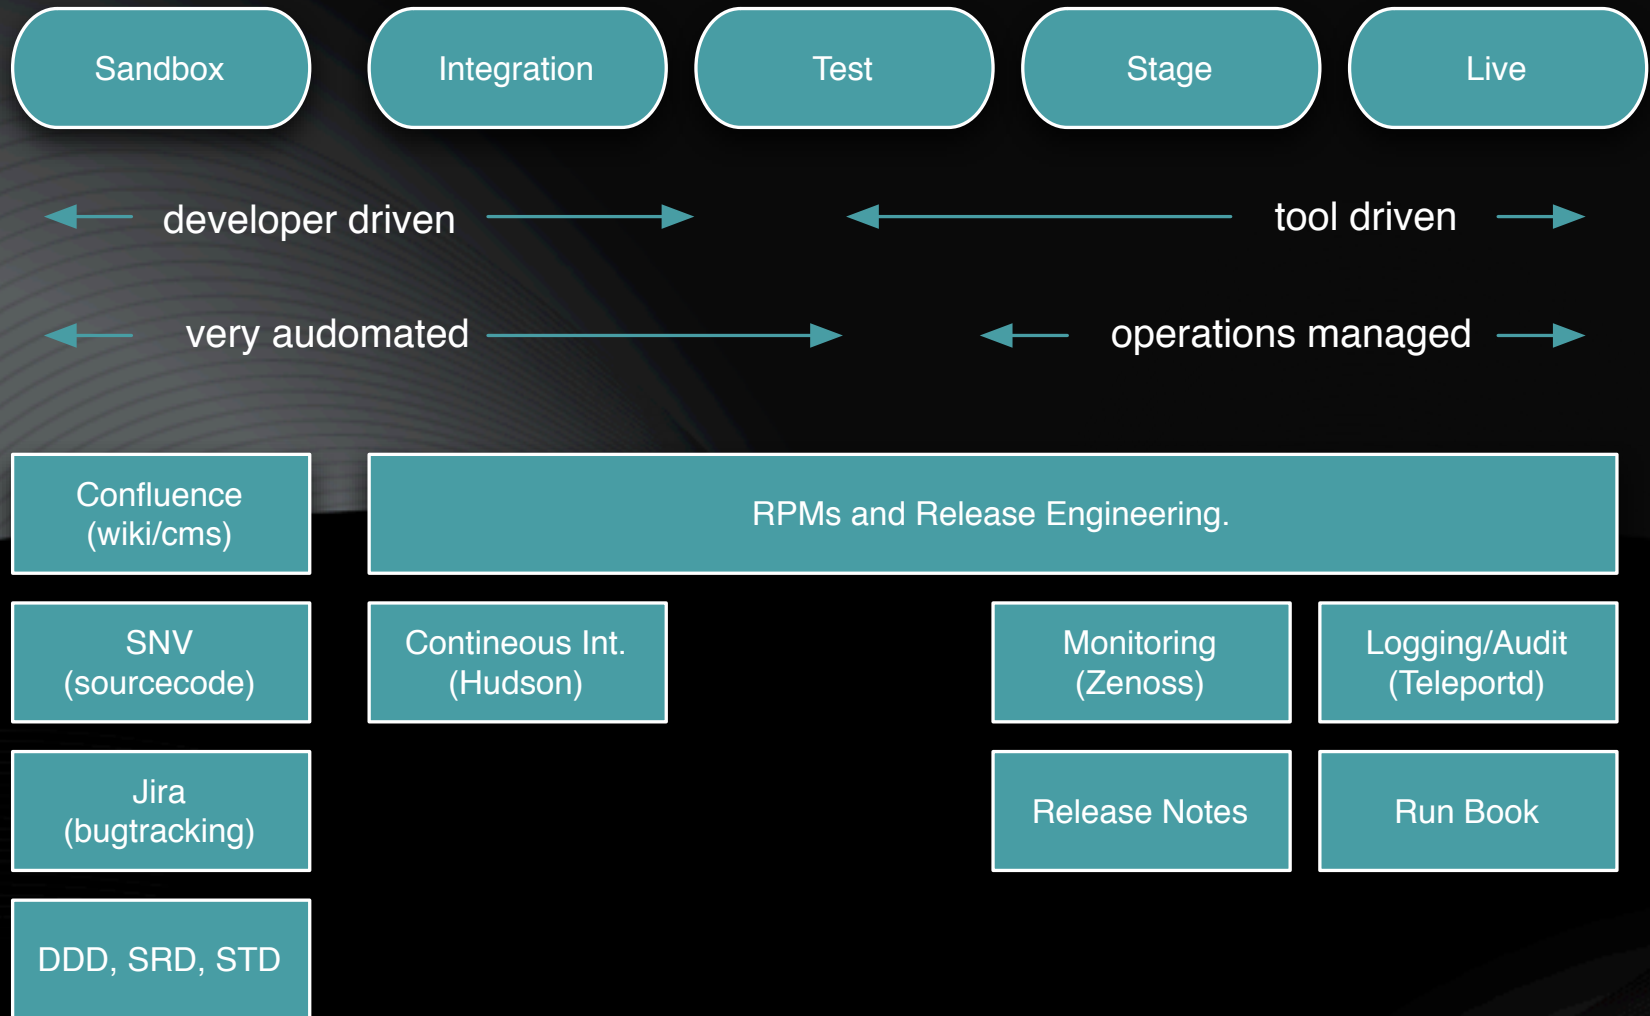 Sandbox
Integration
Test
Stage
Live
developer driven
tool driven
very audomated
operations managed
Confluence
(wiki/cms)
RPMs and Release Engineering.
SNV
(sourcecode)
Contineous Int.
(Hudson)
Monitoring
(Zenoss)
Logging/Audit
(Teleportd)
Jira
(bugtracking)
Release Notes
Run Book
DDD, SRD, STD